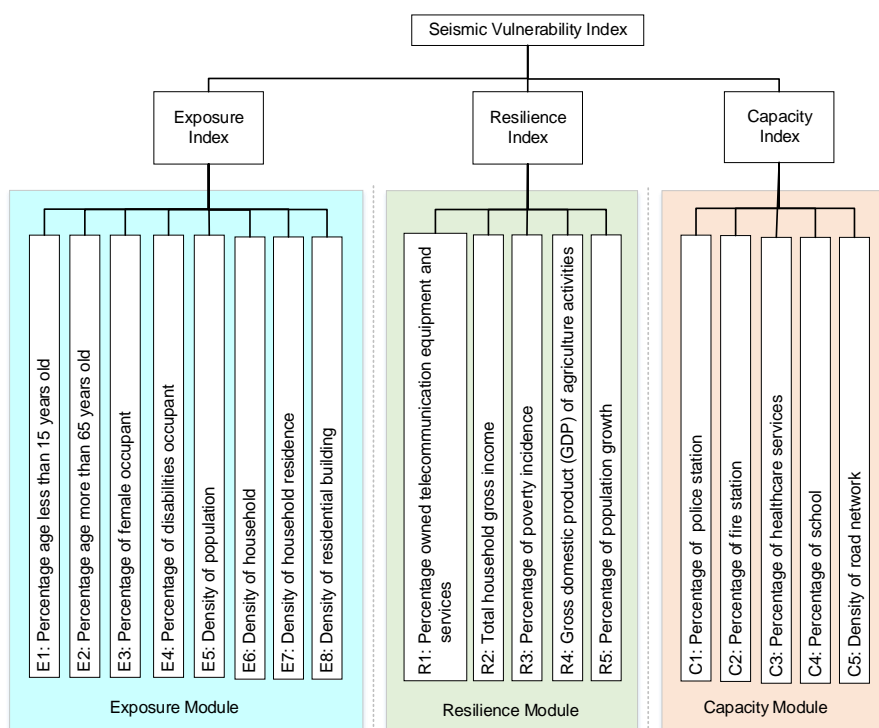 Seismic Vulnerability Index
Exposure
Index
Resilience
Index
Capacity
Index
E1: Percentage age less than 15 years old
E2: Percentage age more than 65 years old
E3: Percentage of female occupant
E4: Percentage of disabilities occupant
E5: Density of population
E6: Density of household
E7: Density of household residence
E8: Density of residential building
R1: Percentage owned telecommunication equipment and
services
R2: Total household gross income
R3: Percentage of poverty incidence
R4: Gross domestic product (GDP) of agriculture activities
R5: Percentage of population growth
C1: Percentage of police station
C2: Percentage of fire station
C3: Percentage of healthcare services
C4: Percentage of school
C5: Density of road network
Exposure Module
Resilience Module
Capacity Module